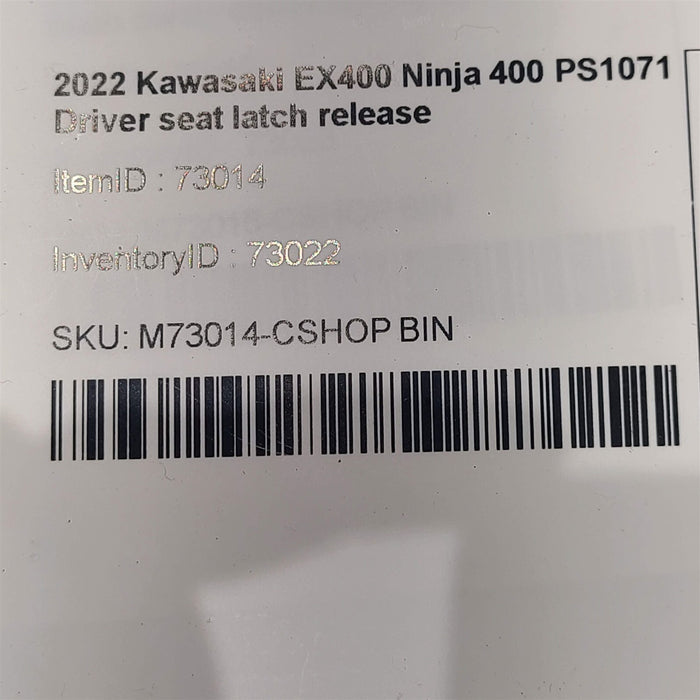 2022 Kawasaki EX400 Ninja 400 PS1071
Driver seat latch release
ItemID : 73014
InventoryID : 73022
SKU: M73014-CSHOP BIN